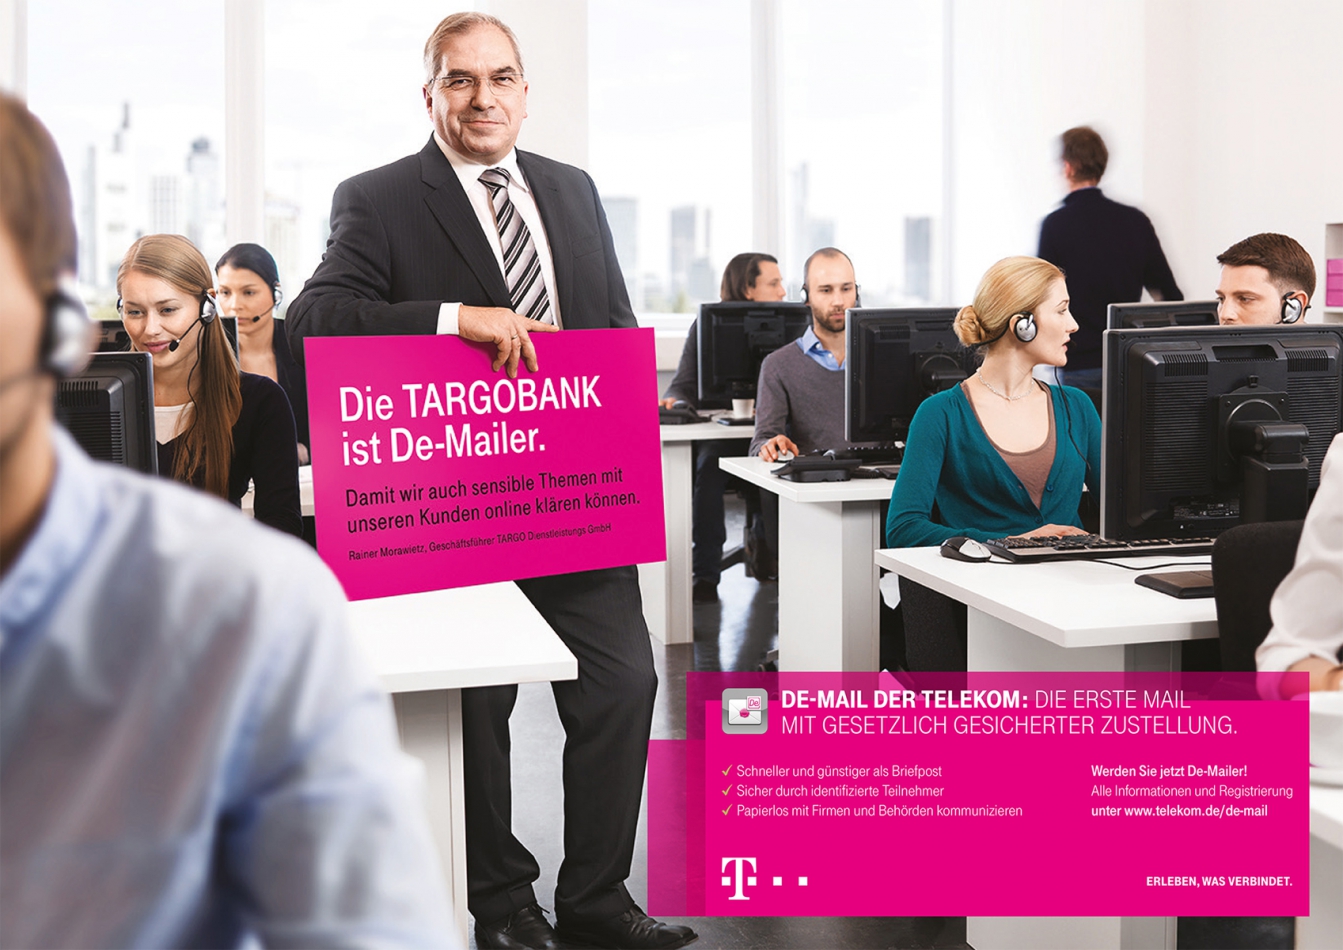 Die TARGOBANK
ist De-Mailer.
Damit wir auch sensible Themen mit
unseren Kunden online klären können.
Rainer Morawietz, Geschäftsführer TARGO Dienstleistungs GmbH
De
DE-MAIL DER TELEKOM: DIE ERSTE MAIL
MIT GESETZLICH GESICHERTER ZUSTELLUNG.
✓ Schneller und günstiger als Briefpost
✓ Sicher durch identifizierte Teilnehmer
✓ Papierlos mit Firmen und Behörden kommunizieren
Werden Sie jetzt De-Mailer!
Alle Informationen und Registrierung
unter www.telekom.de/de-mail
T
ERLEBEN, WAS VERBINDET.